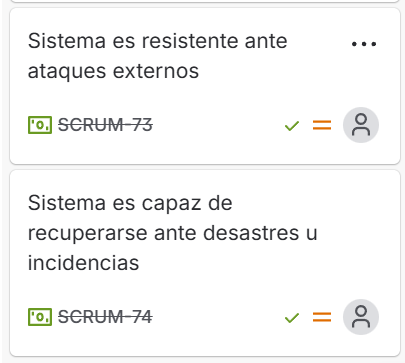 Sistema es resistente ante
ataques externos
SCRUM-73
Sistema es capaz de
recuperarse ante desastres u
incidencias
SCRUM-74